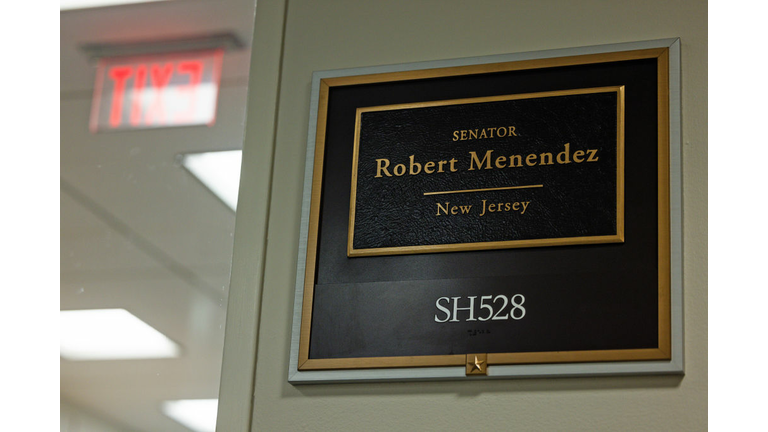 EXIT
SENATOR
Robert Menendez
New Jersey
SH528